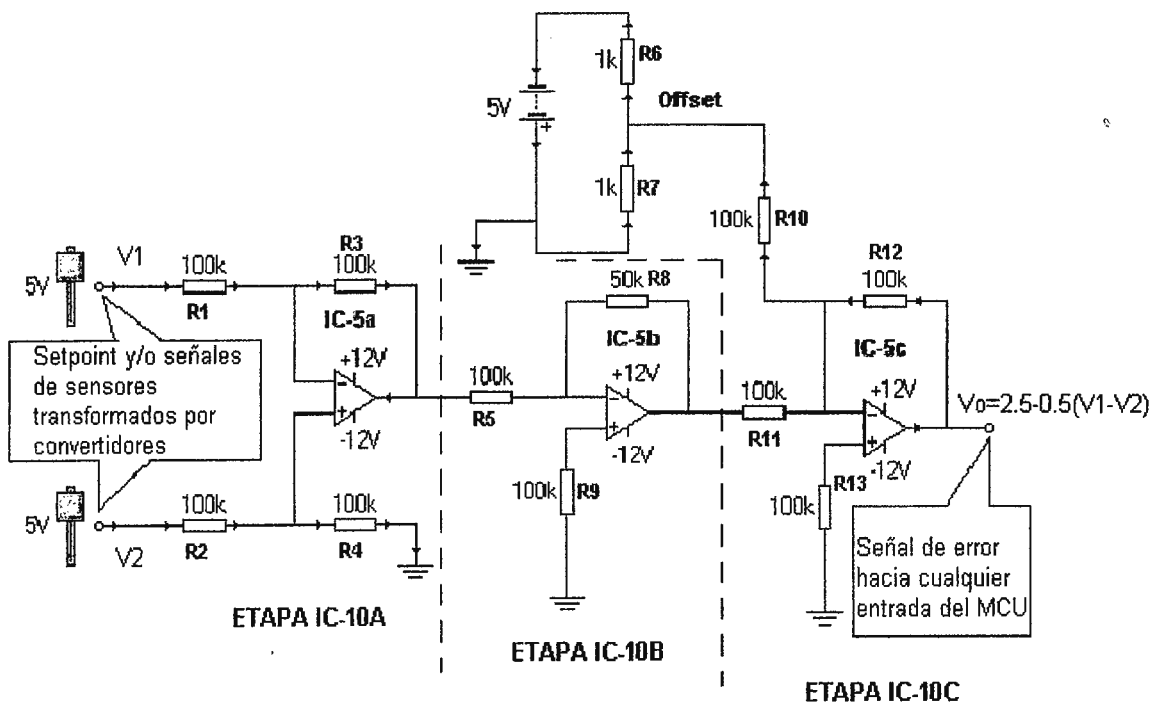 1k
R6
5V
+
Offset
1k
R7
100k
R10
5V
V1
100k
R1
R3
100k
IC-5a
+12V
-
+
-12V
Setpoint y/o señales
de sensores
transformados por
convertidores
5V
V2
100k
R2
100k
R4
ETAPA IC-10A
100k
R5
50k R8
IC-5b
+12V
-
+
-12V
100k
R9
ETAPA IC-10B
100k
R11
R12
100k
IC-5c
+12V
-
+
-12V
Vo=2.5-0.5(V1-V2)
100k
R13
Señal de error
hacia cualquier
entrada del MCU
ETAPA IC-10C